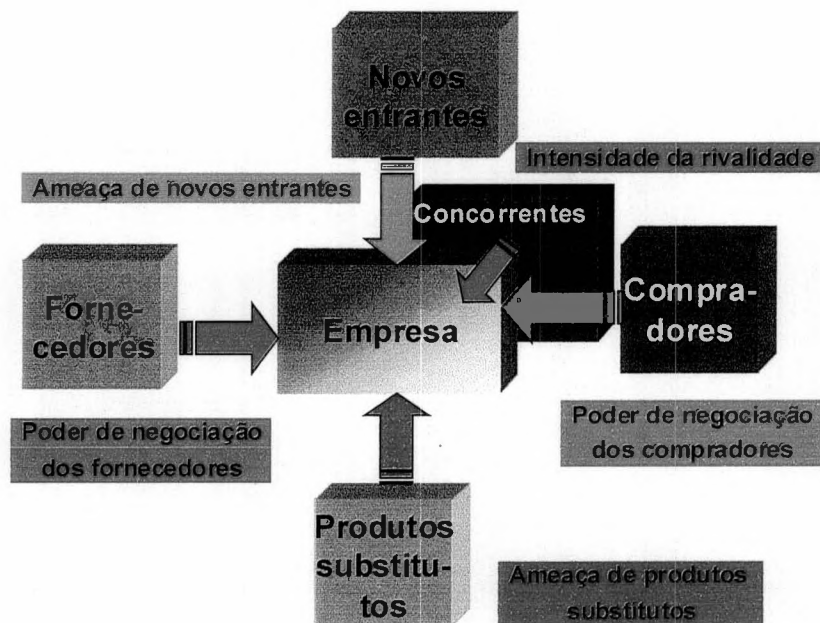 Novos
entrantes
Intensidade da rivalidade
Ameaça de novos entrantes
Concorrentes
Forne-
cedores
Empresa
Compra-
dores
Poder de negociação
dos fornecedores
Poder de negociação
dos compradores
Produtos
substitu-
tos
Ameaça de produtos
substitutos